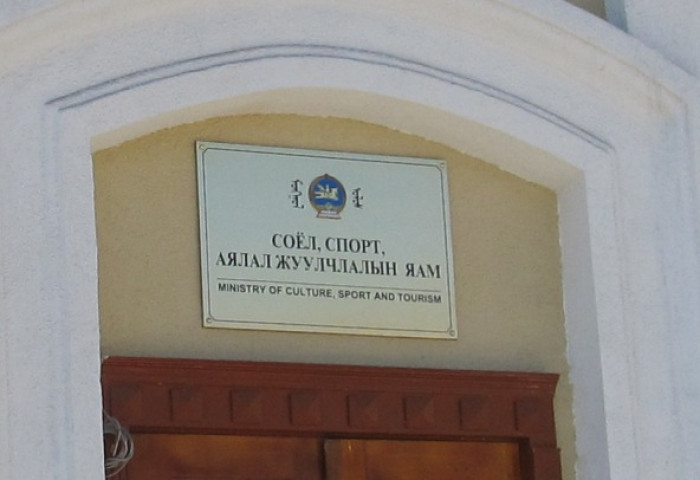 СОЁЛ, СПОРТ,
АЯЛАЛ ЖУУЛЧЛАЛЫН ЯАМ
MINISTRY OF CULTURE, SPORT AND TOURISM